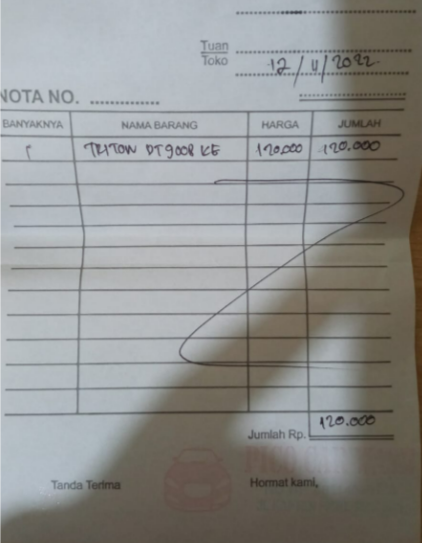 Tuan
Toko
12/11/2022
NOTA NO.
BANYAKNYA NAMA BARANG HARGA JUMLAH
1 TRITON DT 9008 KE 120.000 120.000
Jumlah Rp. 120.000
Tanda Terima Hormat kami,